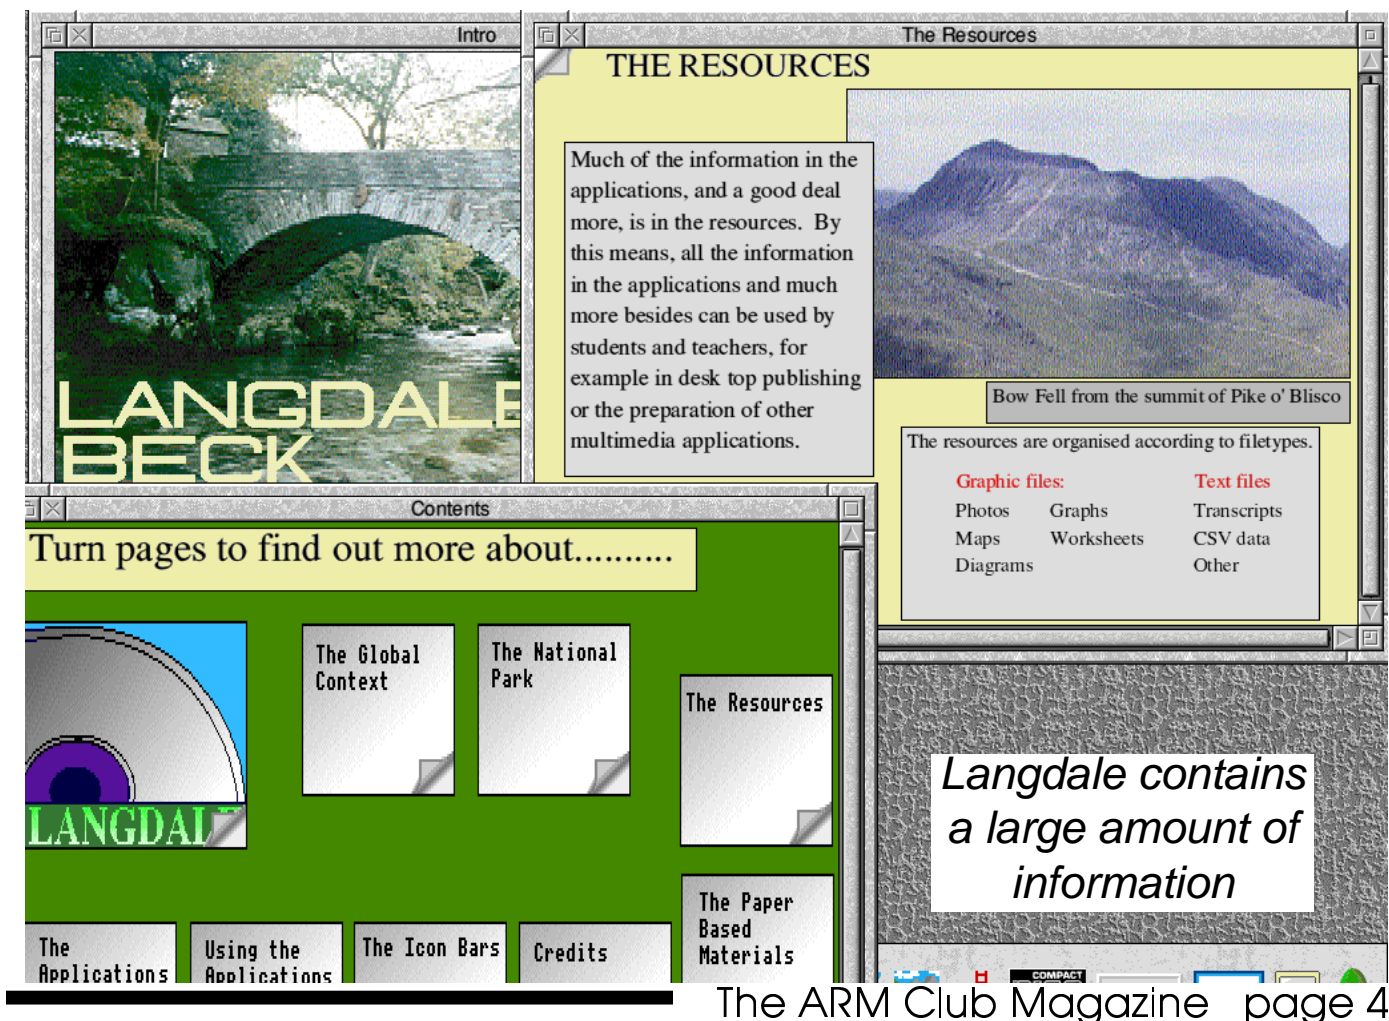 Intro
LANGDALE
BECK
The Resources
THE RESOURCES
Much of the information in the
applications, and a good deal
more, is in the resources.  By
this means, all the information
in the applications and much
more besides can be used by
students and teachers, for
example in desk top publishing
or the preparation of other
multimedia applications.
Bow Fell from the summit of Pike o' Blisco
The resources are organised according to filetypes.
Graphic files: Text files
Photos Graphs Transcripts
Maps Worksheets CSV data
Diagrams Other
Contents
Turn pages to find out more about..........
LANGDALE
The Global
Context
The National
Park
The Resources
The Paper
Based
Materials
The
Applications
Using the
Applications
The Icon Bars
Credits
Langdale contains
a large amount of
information
COMPACT
The ARM Club Magazine page 4